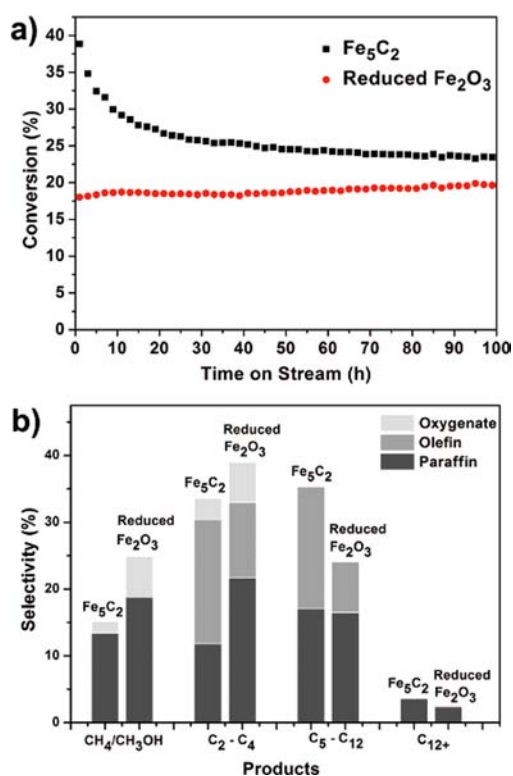 a)
Fe5C2
Reduced Fe2O3
Conversion (%)
40
35
30
25
20
15
10
5
0
0 10 20 30 40 50 60 70 80 90 100
Time on Stream (h)
b)
Oxygenate
Olefin
Paraffin
Selectivity (%)
40
30
20
10
0
Fe5C2
Reduced
Fe2O3
Fe5C2
Reduced
Fe2O3
Fe5C2
Reduced
Fe2O3
Fe5C2
Reduced
Fe2O3
CH4/CH3OH
C2 - C4
C5 - C12
C12+
Products